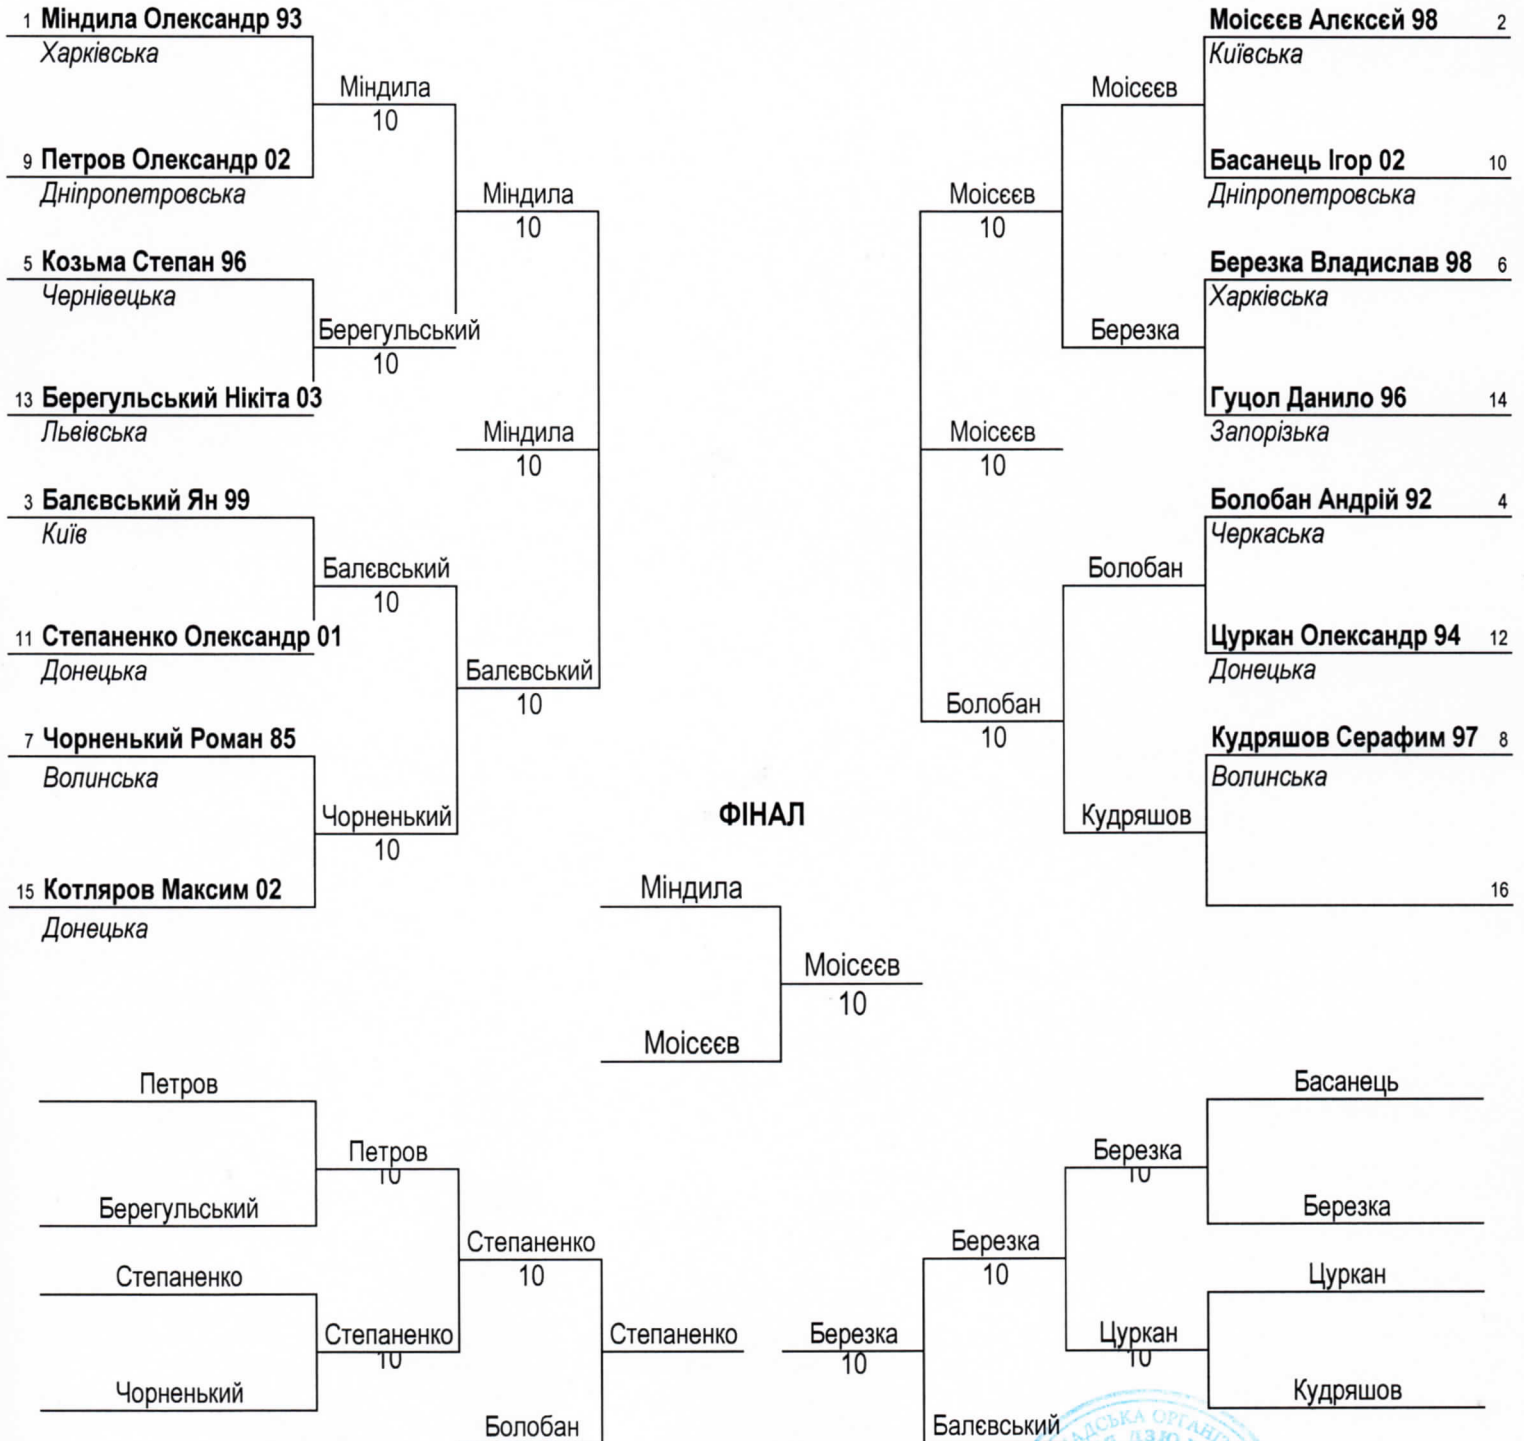 1 Міндила Олександр 93
Харківська
Міндила
10
9 Петров Олександр 02
Дніпропетровська
Міндила
10
5 Козьма Степан 96
Чернівецька
Берегульський
10
13 Берегульський Нікіта 03
Львівська
Міндила
10
3 Балєвський Ян 99
Київ
Балєвський
10
11 Степаненко Олександр 01
Донецька
Балєвський
10
7 Чорненький Роман 85
Волинська
Чорненький
10
15 Котляров Максим 02
Донецька
Моісєєв Алєксєй 98 2
Київська
Моісєєв
Басанець Ігор 02 10
Дніпропетровська
Моісєєв
10
Березка Владислав 98 6
Харківська
Березка
Гуцол Данило 96 14
Запорізька
Моісєєв
10
Болобан Андрій 92 4
Черкаська
Болобан
Цуркан Олександр 94 12
Донецька
Болобан
10
Кудряшов Серафим 97 8
Волинська
Кудряшов
16
ФІНАЛ
Міндила
Моісєєв
10
Моісєєв
Петров
Петров
10
Берегульський
Степаненко
10
Степаненко
Степаненко
10
Чорненький
Степаненко
Болобан
Басанець
Березка
10
Березка
Березка
10
Цуркан
Цуркан
10
Кудряшов
Березка
10
Балєвський